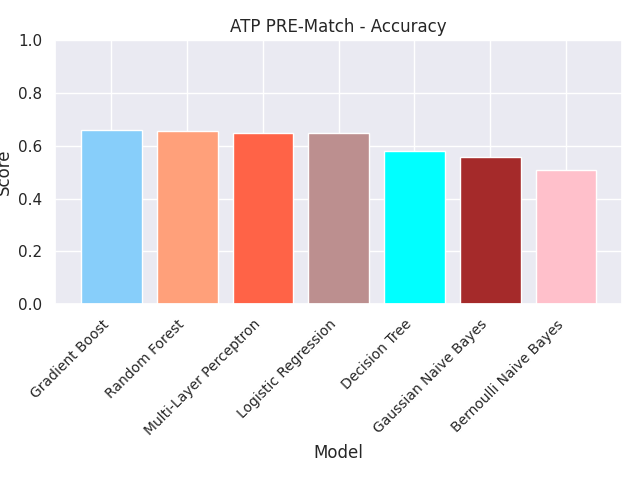 ATP PRE-Match - Accuracy
1.0
0.8
0.6
0.4
0.2
0.0
Score
Gradient Boost
Random Forest
Multi-Layer Perceptron
Logistic Regression
Decision Tree
Gaussian Naive Bayes
Bernoulli Naive Bayes
Model